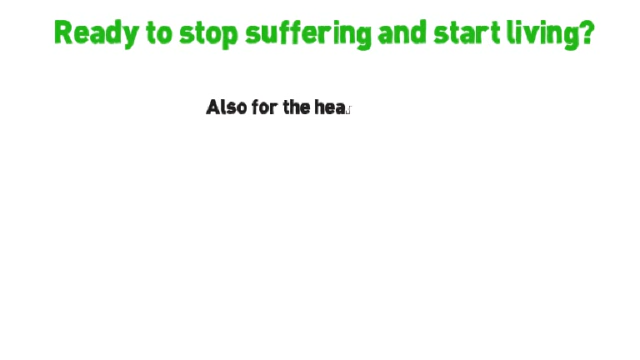 Ready to stop suffering and start living?
Also for the hea